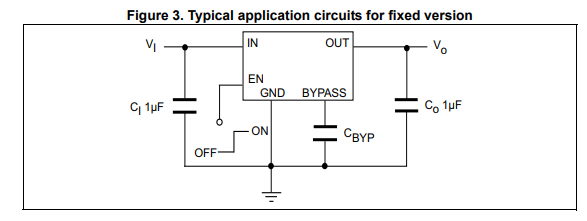 Figure 3. Typical application circuits for fixed version
VI IN OUT VO
EN
GND BYPASS
CI 1µF CO 1µF
ON CBYP
OFF